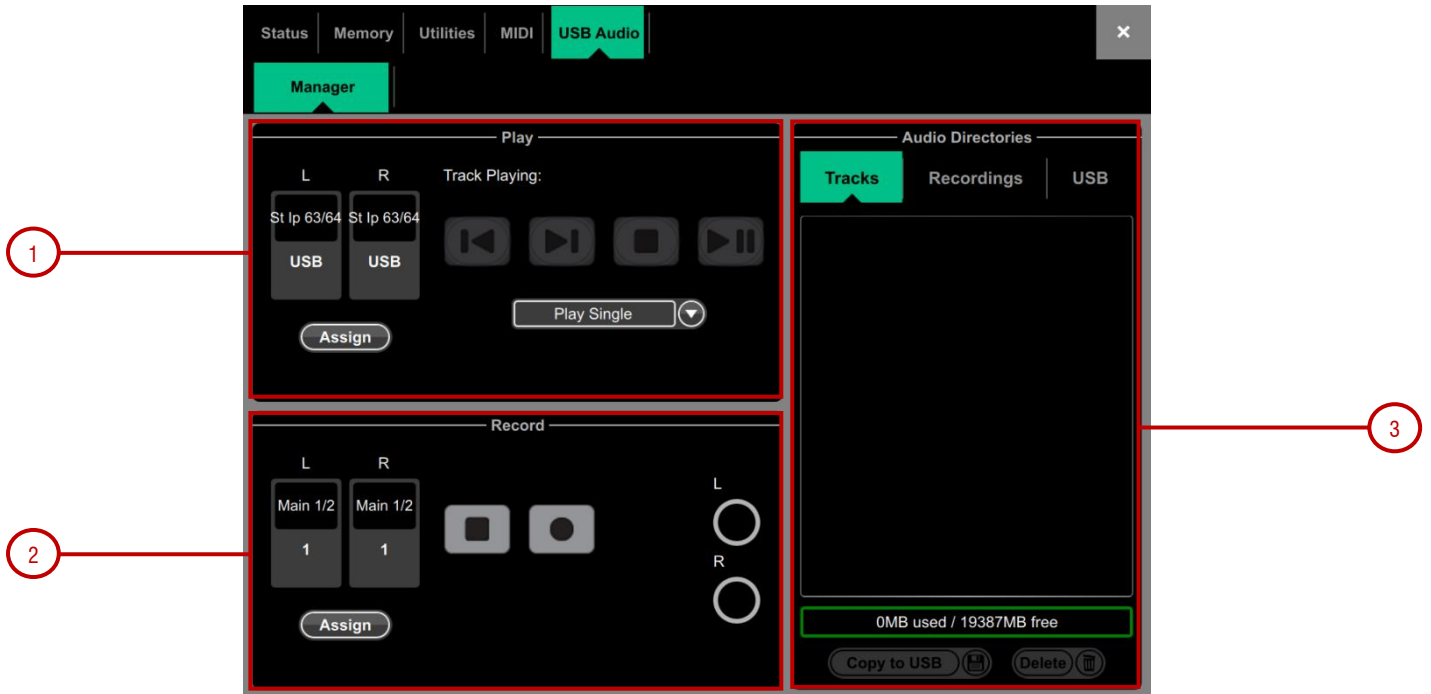 Status Memory Utilities MIDI USB Audio ×
Manager
Play
L R Track Playing:
St Ip 63/64 St Ip 63/64
USB USB
Play Single
Assign
1
Record
L R
Main 1/2 Main 1/2
1 1
L
R
Assign
2
Audio Directories
Tracks Recordings USB
0MB used / 19387MB free
Copy to USB Delete
3